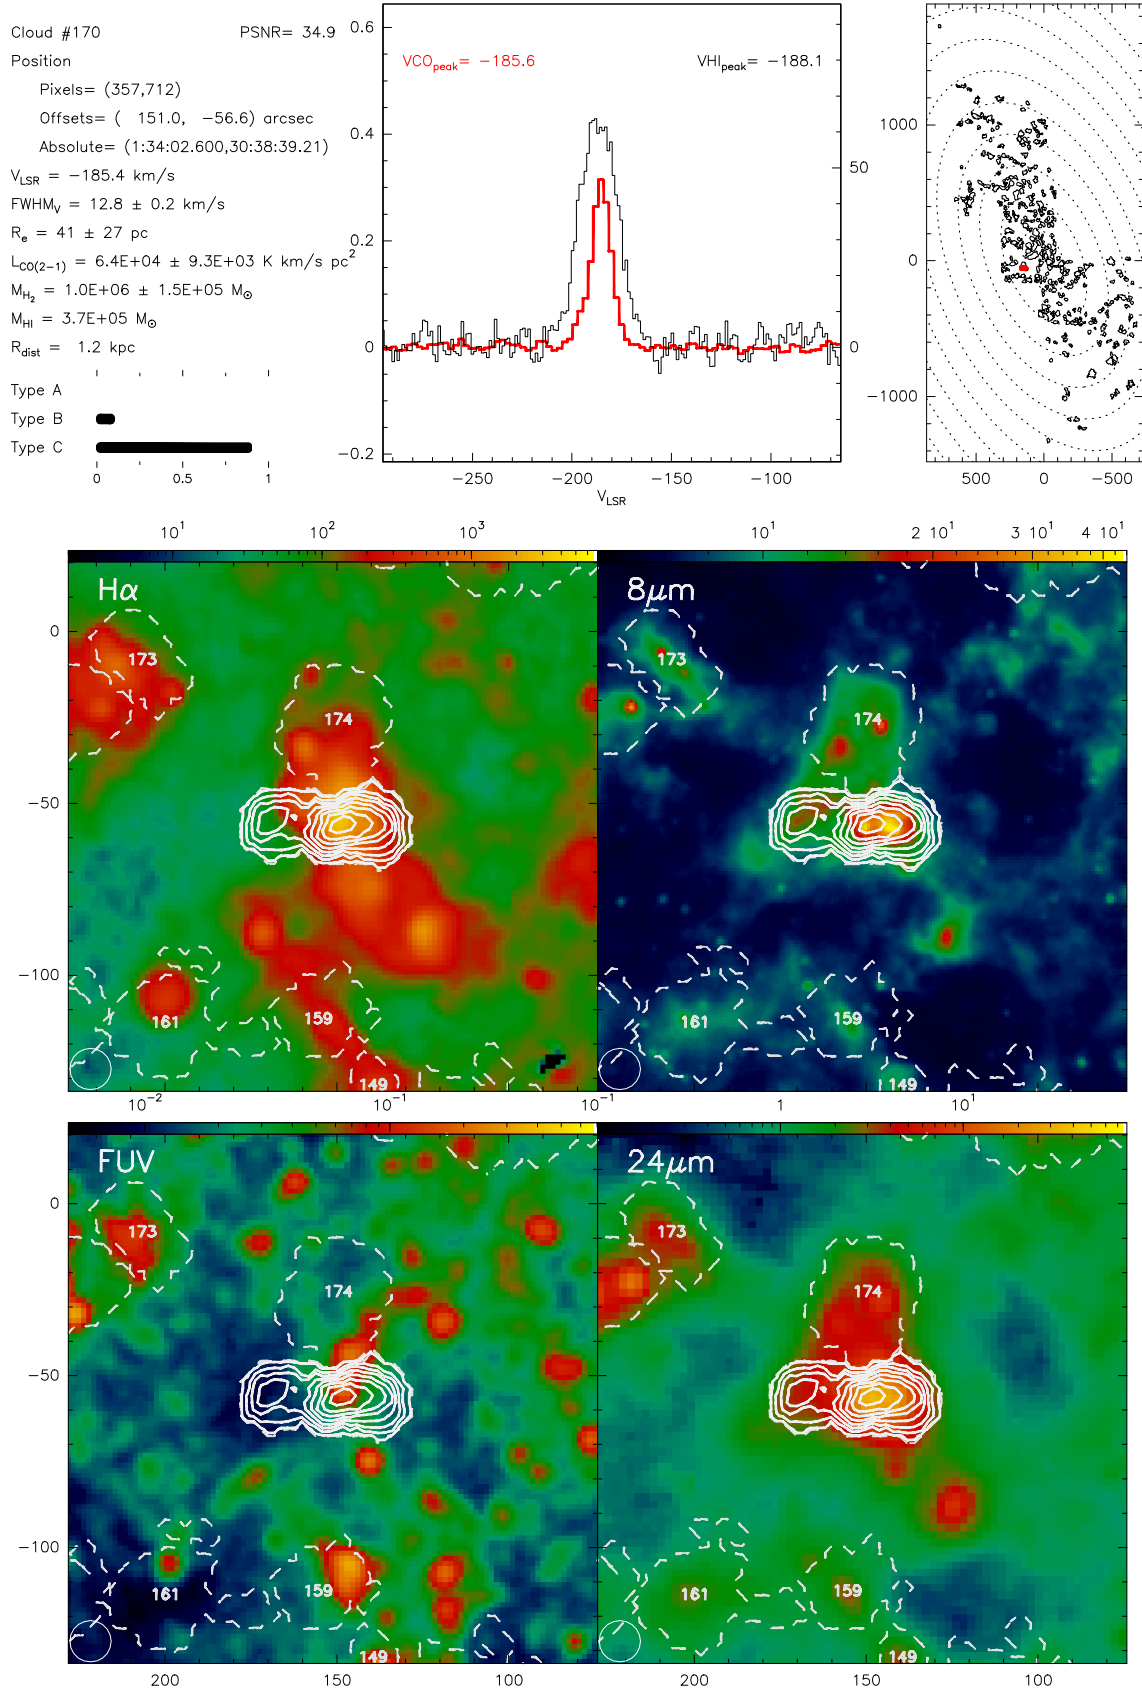 Cloud #170 PSNR= 34.9
Position
Pixels= (357,712)
Offsets= ( 151.0, −56.6) arcsec
Absolute= (1:34:02.600,30:38:39.21)
V_LSR = −185.4 km/s
FWHM_V = 12.8 ± 0.2 km/s
R_e = 41 ± 27 pc
L_CO(2−1) = 6.4E+04 ± 9.3E+03 K km/s pc²
M_H₂ = 1.0E+06 ± 1.5E+05 M⊙
M_HI = 3.7E+05 M⊙
R_dist = 1.2 kpc
Type A
Type B
Type C
0 0.5 1
VCO_peak= −185.6 VHI_peak= −188.1
0.6
0.4
0.2
0
−0.2
50
0
−250 −200 −150 −100
V_LSR
1000
0
−1000
500 0 −500
10¹ 10² 10³
10¹ 2 10¹ 3 10¹ 4 10¹
Hα
173
174
161
159
149
0
−50
−100
8μm
173
174
161
159
149
10⁻² 10⁻¹
10⁻¹ 1 10¹
FUV
173
174
161
159
149
0
−50
−100
200 150 100
24μm
173
174
161
159
149
200 150 100